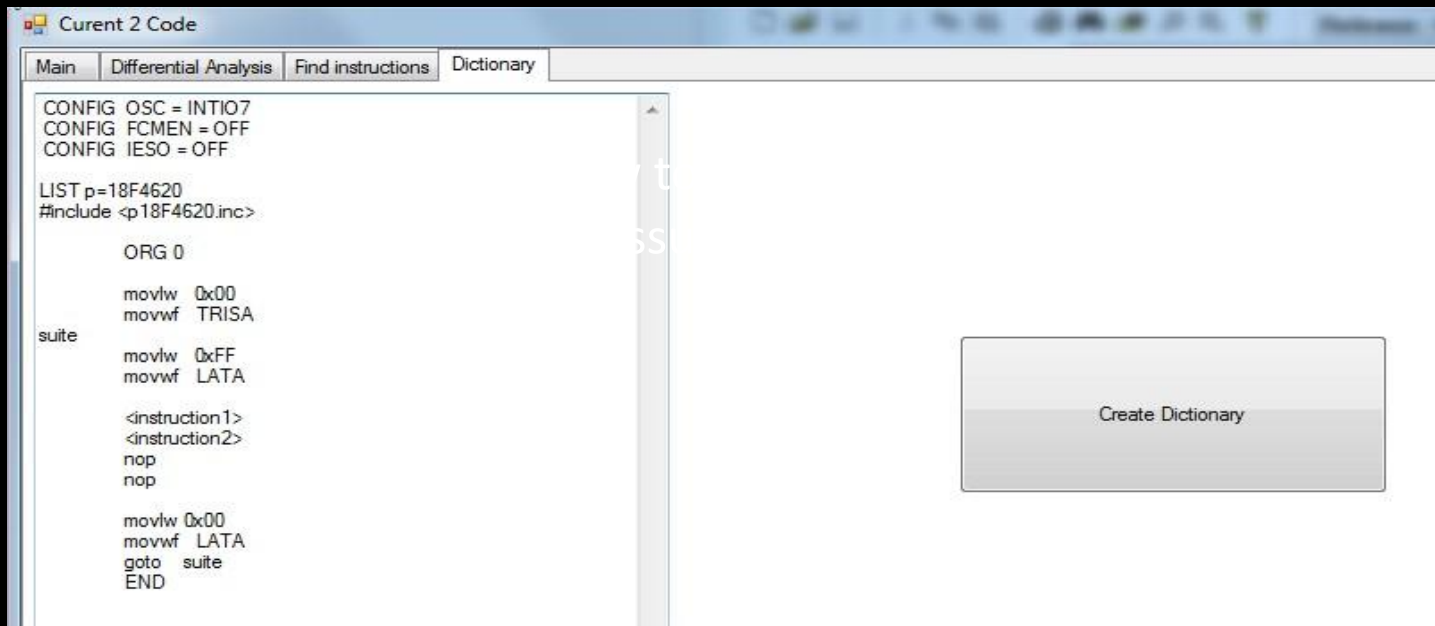 Curent 2 Code
Main Differential Analysis Find instructions Dictionary
CONFIG OSC = INTIO7
CONFIG FCMEN = OFF
CONFIG IESO = OFF
LIST p=18F4620
#include <p18F4620.inc>
ORG 0
movlw 0x00
movwf TRISA
suite
movlw 0xFF
movwf LATA
<instruction1>
<instruction2>
nop
nop
movlw 0x00
movwf LATA
goto suite
END
Create Dictionary